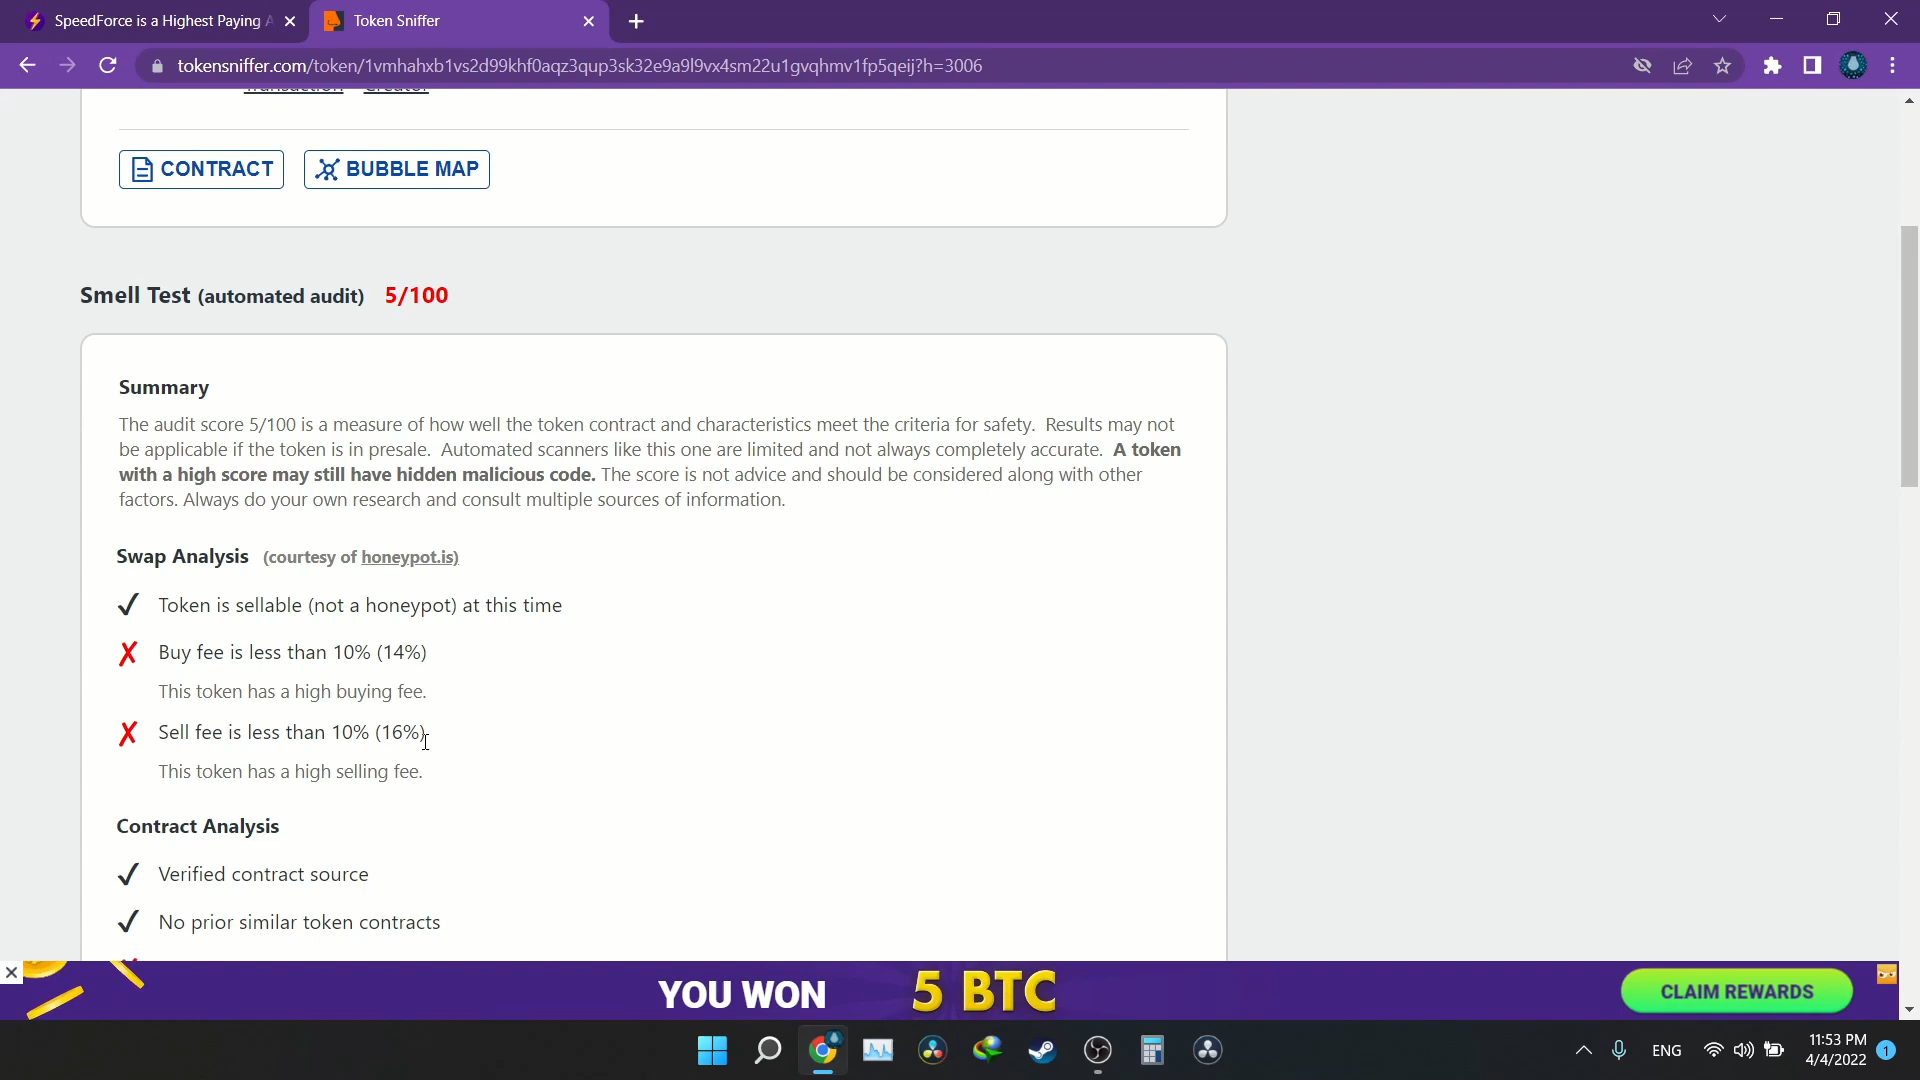 SpeedForce is a Highest Paying A
Token Sniffer
tokensniffer.com/token/1vmhahxb1vs2d99khf0aqz3qup3sk32e9a9l9vx4sm22u1gvqhmv1fp5qeij?h=3006
Transaction Creator
CONTRACT
BUBBLE MAP
Smell Test (automated audit) 5/100
Summary
The audit score 5/100 is a measure of how well the token contract and characteristics meet the criteria for safety. Results may not
be applicable if the token is in presale. Automated scanners like this one are limited and not always completely accurate. A token
with a high score may still have hidden malicious code. The score is not advice and should be considered along with other
factors. Always do your own research and consult multiple sources of information.
Swap Analysis (courtesy of honeypot.is)
Token is sellable (not a honeypot) at this time
Buy fee is less than 10% (14%)
This token has a high buying fee.
Sell fee is less than 10% (16%)
This token has a high selling fee.
Contract Analysis
Verified contract source
No prior similar token contracts
YOU WON 5 BTC
CLAIM REWARDS
ENG
11:53 PM
4/4/2022
1